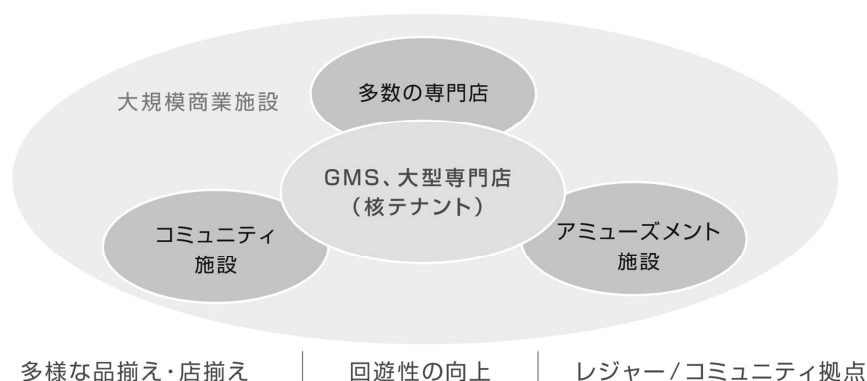 大規模商業施設
多数の専門店
GMS、大型専門店
（核テナント）
コミュニティ
施設
アミューズメント
施設
多様な品揃え・店揃え
回遊性の向上
レジャー/コミュニティ拠点